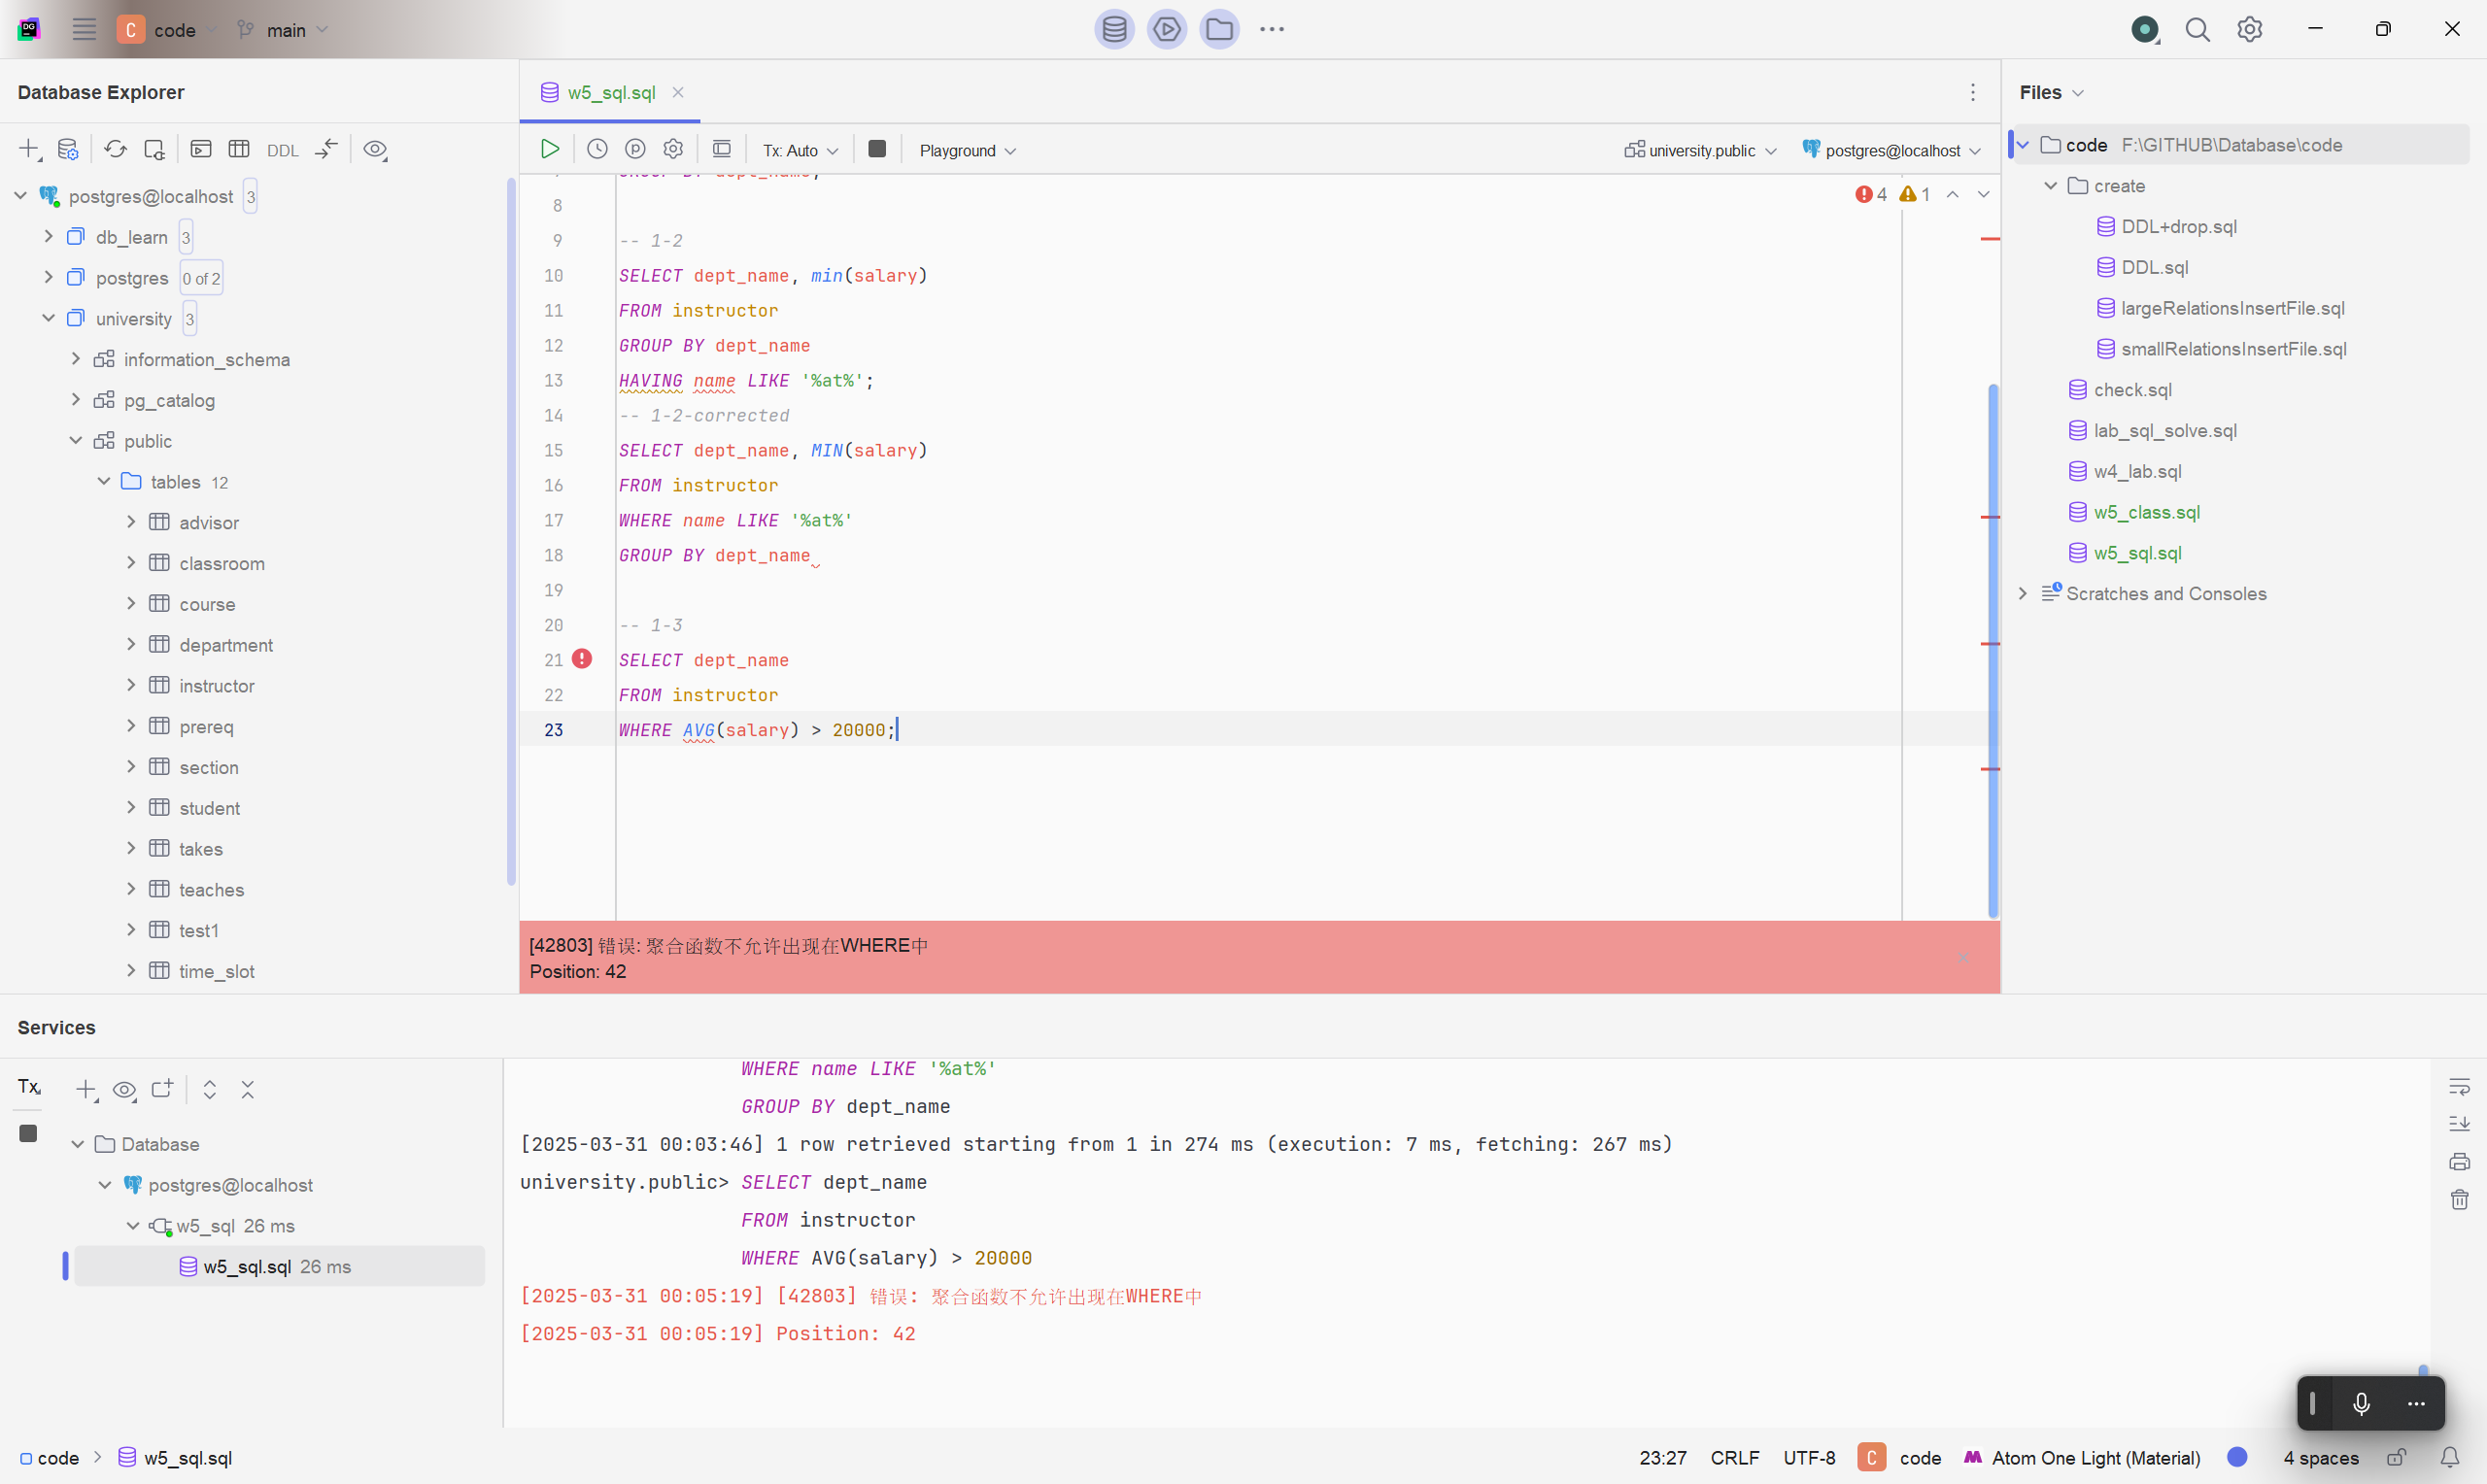 DG
C code main
Database Explorer
DDL
postgres@localhost 3
db_learn 3
postgres 0 of 2
university 3
information_schema
pg_catalog
public
tables 12
advisor
classroom
course
department
instructor
prereq
section
student
takes
teaches
test1
time_slot
w5_sql.sql
Tx: Auto Playground university.public postgres@localhost
4 1
8
9 -- 1-2
10 SELECT dept_name, min(salary)
11 FROM instructor
12 GROUP BY dept_name
13 HAVING name LIKE '%at%';
14 -- 1-2-corrected
15 SELECT dept_name, MIN(salary)
16 FROM instructor
17 WHERE name LIKE '%at%'
18 GROUP BY dept_name
19
20 -- 1-3
21 SELECT dept_name
22 FROM instructor
23 WHERE AVG(salary) > 20000;
[42803] 错误: 聚合函数不允许出现在WHERE中
Position: 42
Files
code F:\GITHUB\Database\code
create
DDL+drop.sql
DDL.sql
largeRelationsInsertFile.sql
smallRelationsInsertFile.sql
check.sql
lab_sql_solve.sql
w4_lab.sql
w5_class.sql
w5_sql.sql
Scratches and Consoles
Services
Tx
Database
postgres@localhost
w5_sql 26 ms
w5_sql.sql 26 ms
WHERE name LIKE '%at%'
GROUP BY dept_name
[2025-03-31 00:03:46] 1 row retrieved starting from 1 in 274 ms (execution: 7 ms, fetching: 267 ms)
university.public> SELECT dept_name
FROM instructor
WHERE AVG(salary) > 20000
[2025-03-31 00:05:19] [42803] 错误: 聚合函数不允许出现在WHERE中
[2025-03-31 00:05:19] Position: 42
code > w5_sql.sql
23:27 CRLF UTF-8 C code Atom One Light (Material) 4 spaces